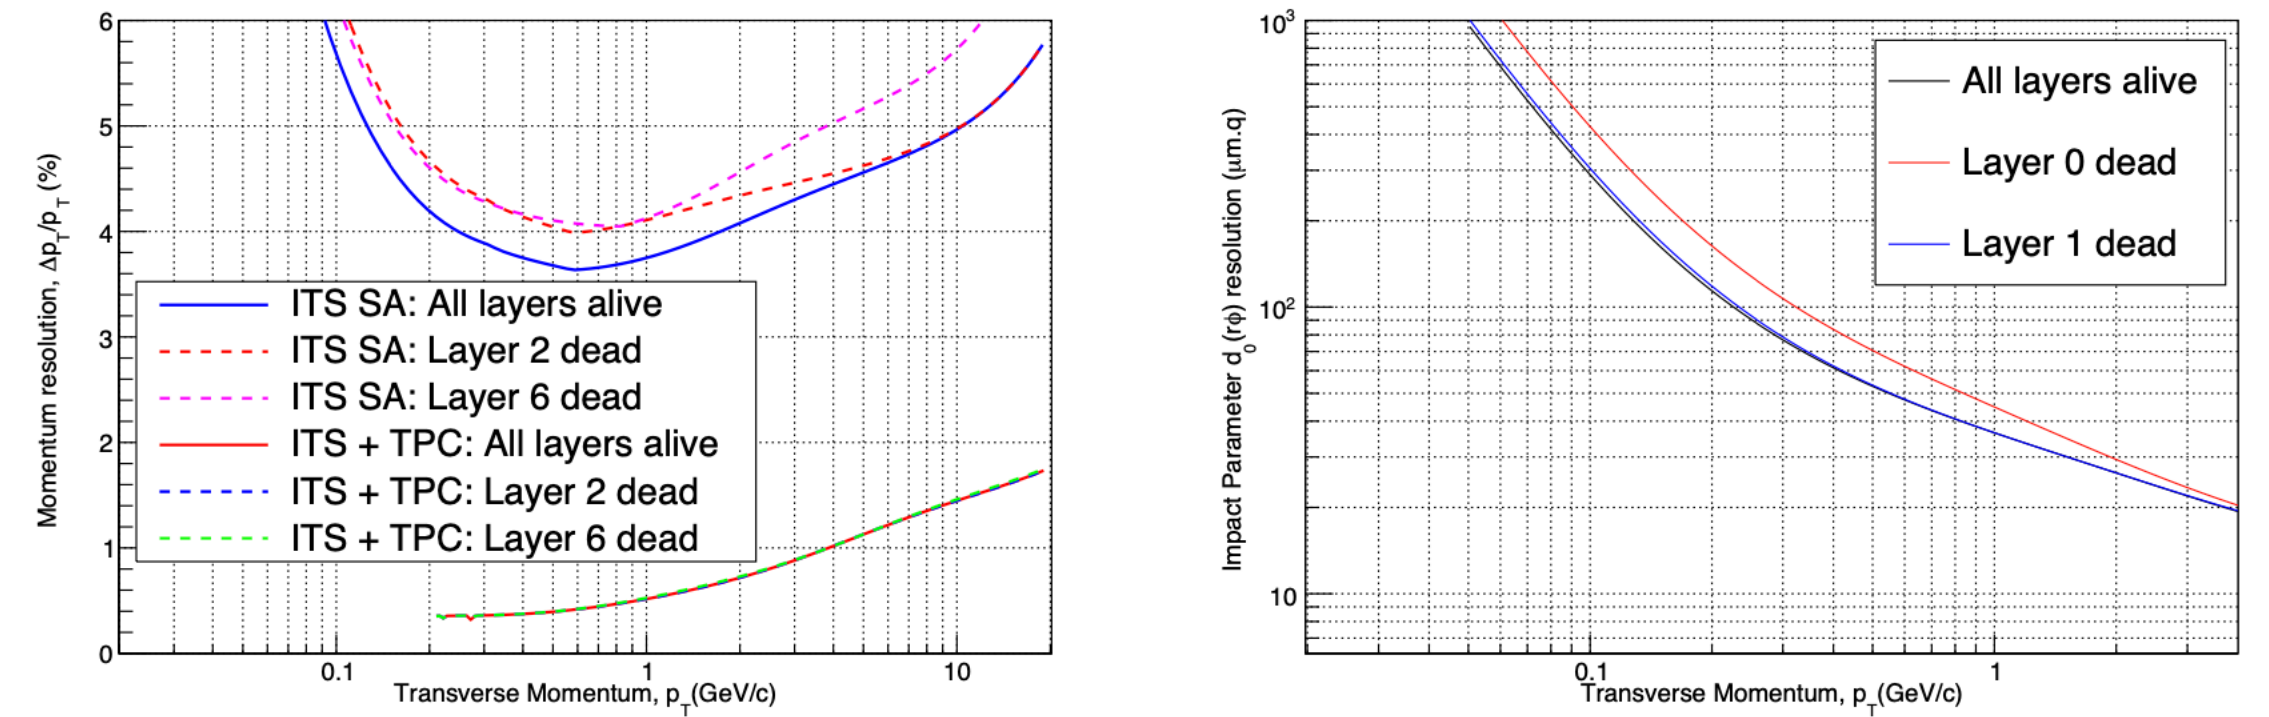 Momentum resolution, Δp_T/p_T (%)
6
5
4
3
2
1
0
ITS SA: All layers alive
ITS SA: Layer 2 dead
ITS SA: Layer 6 dead
ITS + TPC: All layers alive
ITS + TPC: Layer 2 dead
ITS + TPC: Layer 6 dead
0.1 1 10
Transverse Momentum, p_T(GeV/c)
Impact Parameter d_0(rφ) resolution (μm.q)
10^3
10^2
10
All layers alive
Layer 0 dead
Layer 1 dead
0.1 1
Transverse Momentum, p_T(GeV/c)